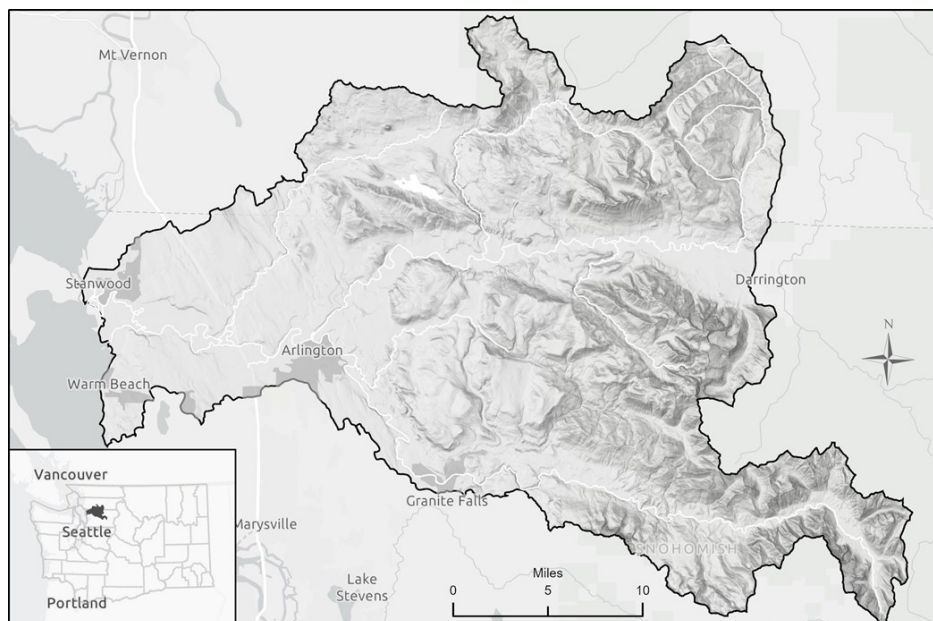 Mt Vernon
Stanwood
Darrington
N
Arlington
Warm Beach
Granite Falls
Vancouver
Seattle
Portland
Marysville
Lake
Stevens
SNOHOMISH
Miles
0 5 10